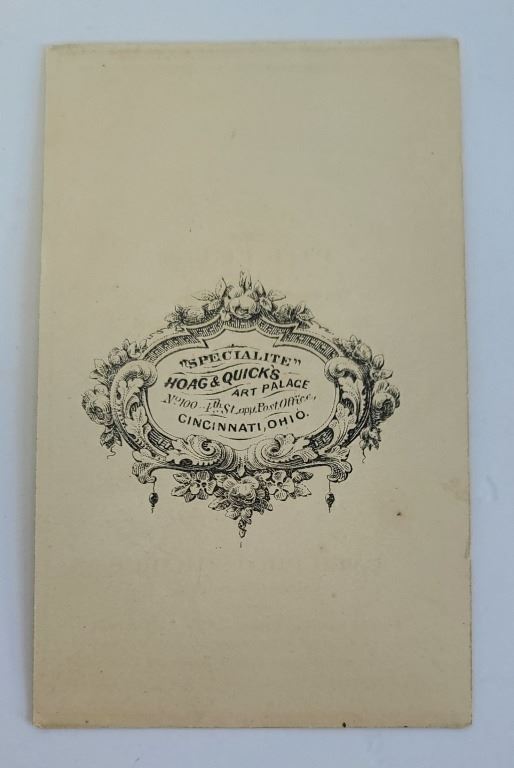 "SPECIALITE"
HOAG & QUICK'S
ART PALACE
No 100 4th St. opp. Post Office,
CINCINNATI, OHIO.